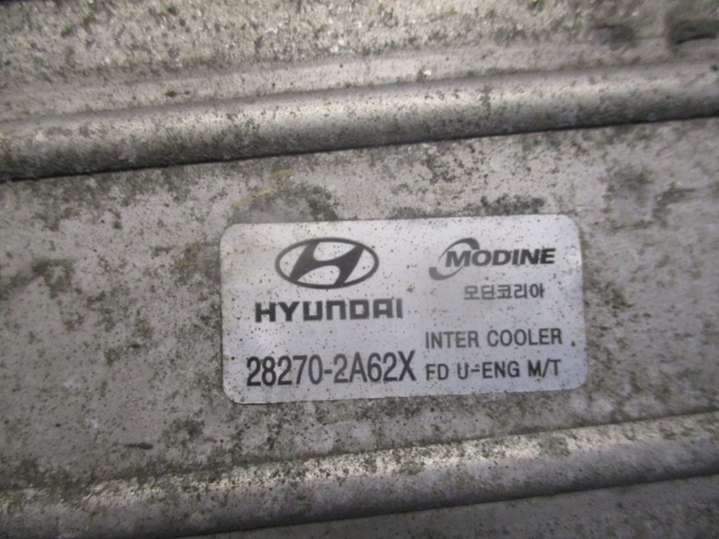 HYUNDAI
MODINE
모딘코리아
28270-2A62X
INTER COOLER
FD U-ENG M/T